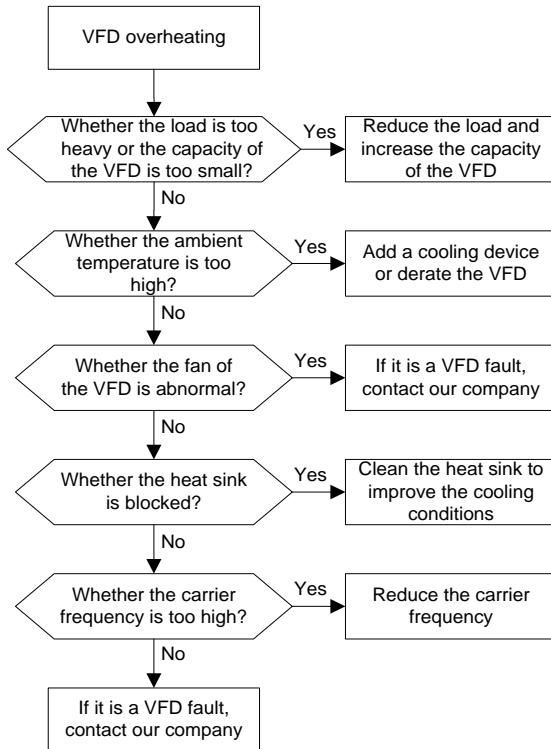 VFD overheating
Whether the load is too
heavy or the capacity of
the VFD is too small?
Yes
Reduce the load and
increase the capacity
of the VFD
No
Whether the ambient
temperature is too
high?
Yes
Add a cooling device
or derate the VFD
No
Whether the fan of
the VFD is abnormal?
Yes
If it is a VFD fault,
contact our company
No
Whether the heat sink
is blocked?
Yes
Clean the heat sink to
improve the cooling
conditions
No
Whether the carrier
frequency is too high?
Yes
Reduce the carrier
frequency
No
If it is a VFD fault,
contact our company